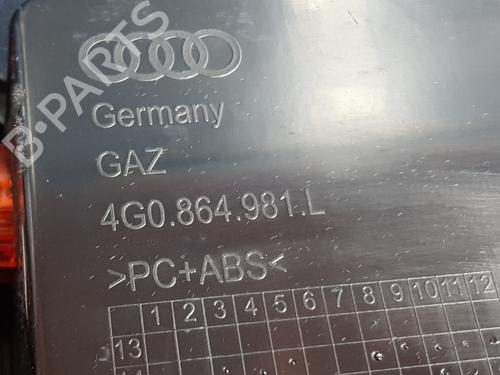 B-PARTS
Germany
GAZ
4G0.864.981.L
>PC+ABS<
1 2 3 4 5 6 7 8 9 10 11 12
13